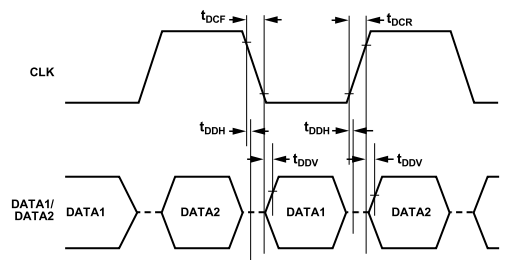 tDCF
tDCR
CLK
tDDH
tDDH
tDDV
tDDV
DATA1/
DATA2
DATA1
DATA2
DATA1
DATA2